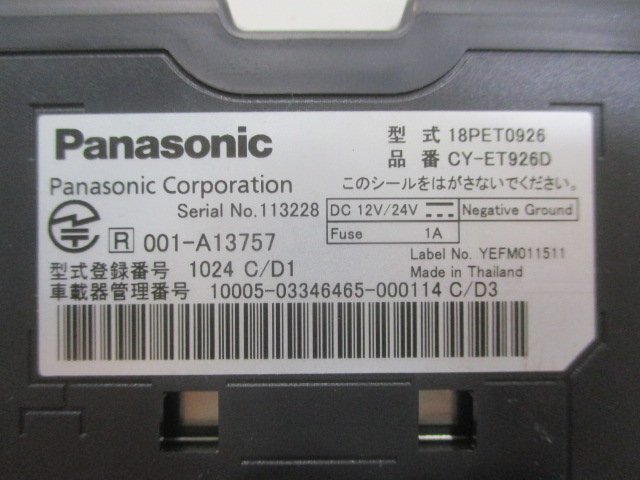 Panasonic
型 式 18PET0926
品 番 CY-ET926D
Panasonic Corporation
このシールをはがさないでください。
Serial No. 113228
DC 12V/24V
Negative Ground
Fuse 1A
R 001-A13757
Label No. YEFM011511
Made in Thailand
型式登録番号 1024 C/D1
車載器管理番号 10005-03346465-000114 C/D3